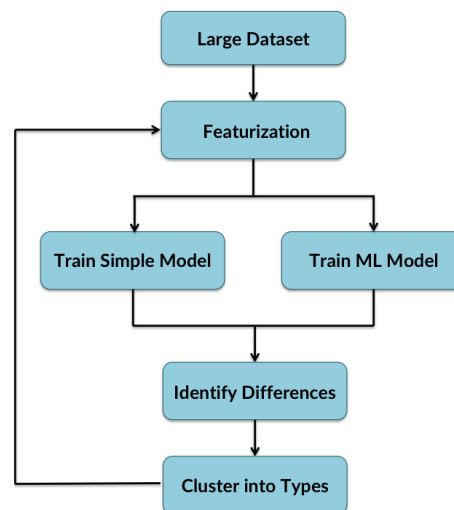 Large Dataset
Featurization
Train Simple Model
Train ML Model
Identify Differences
Cluster into Types